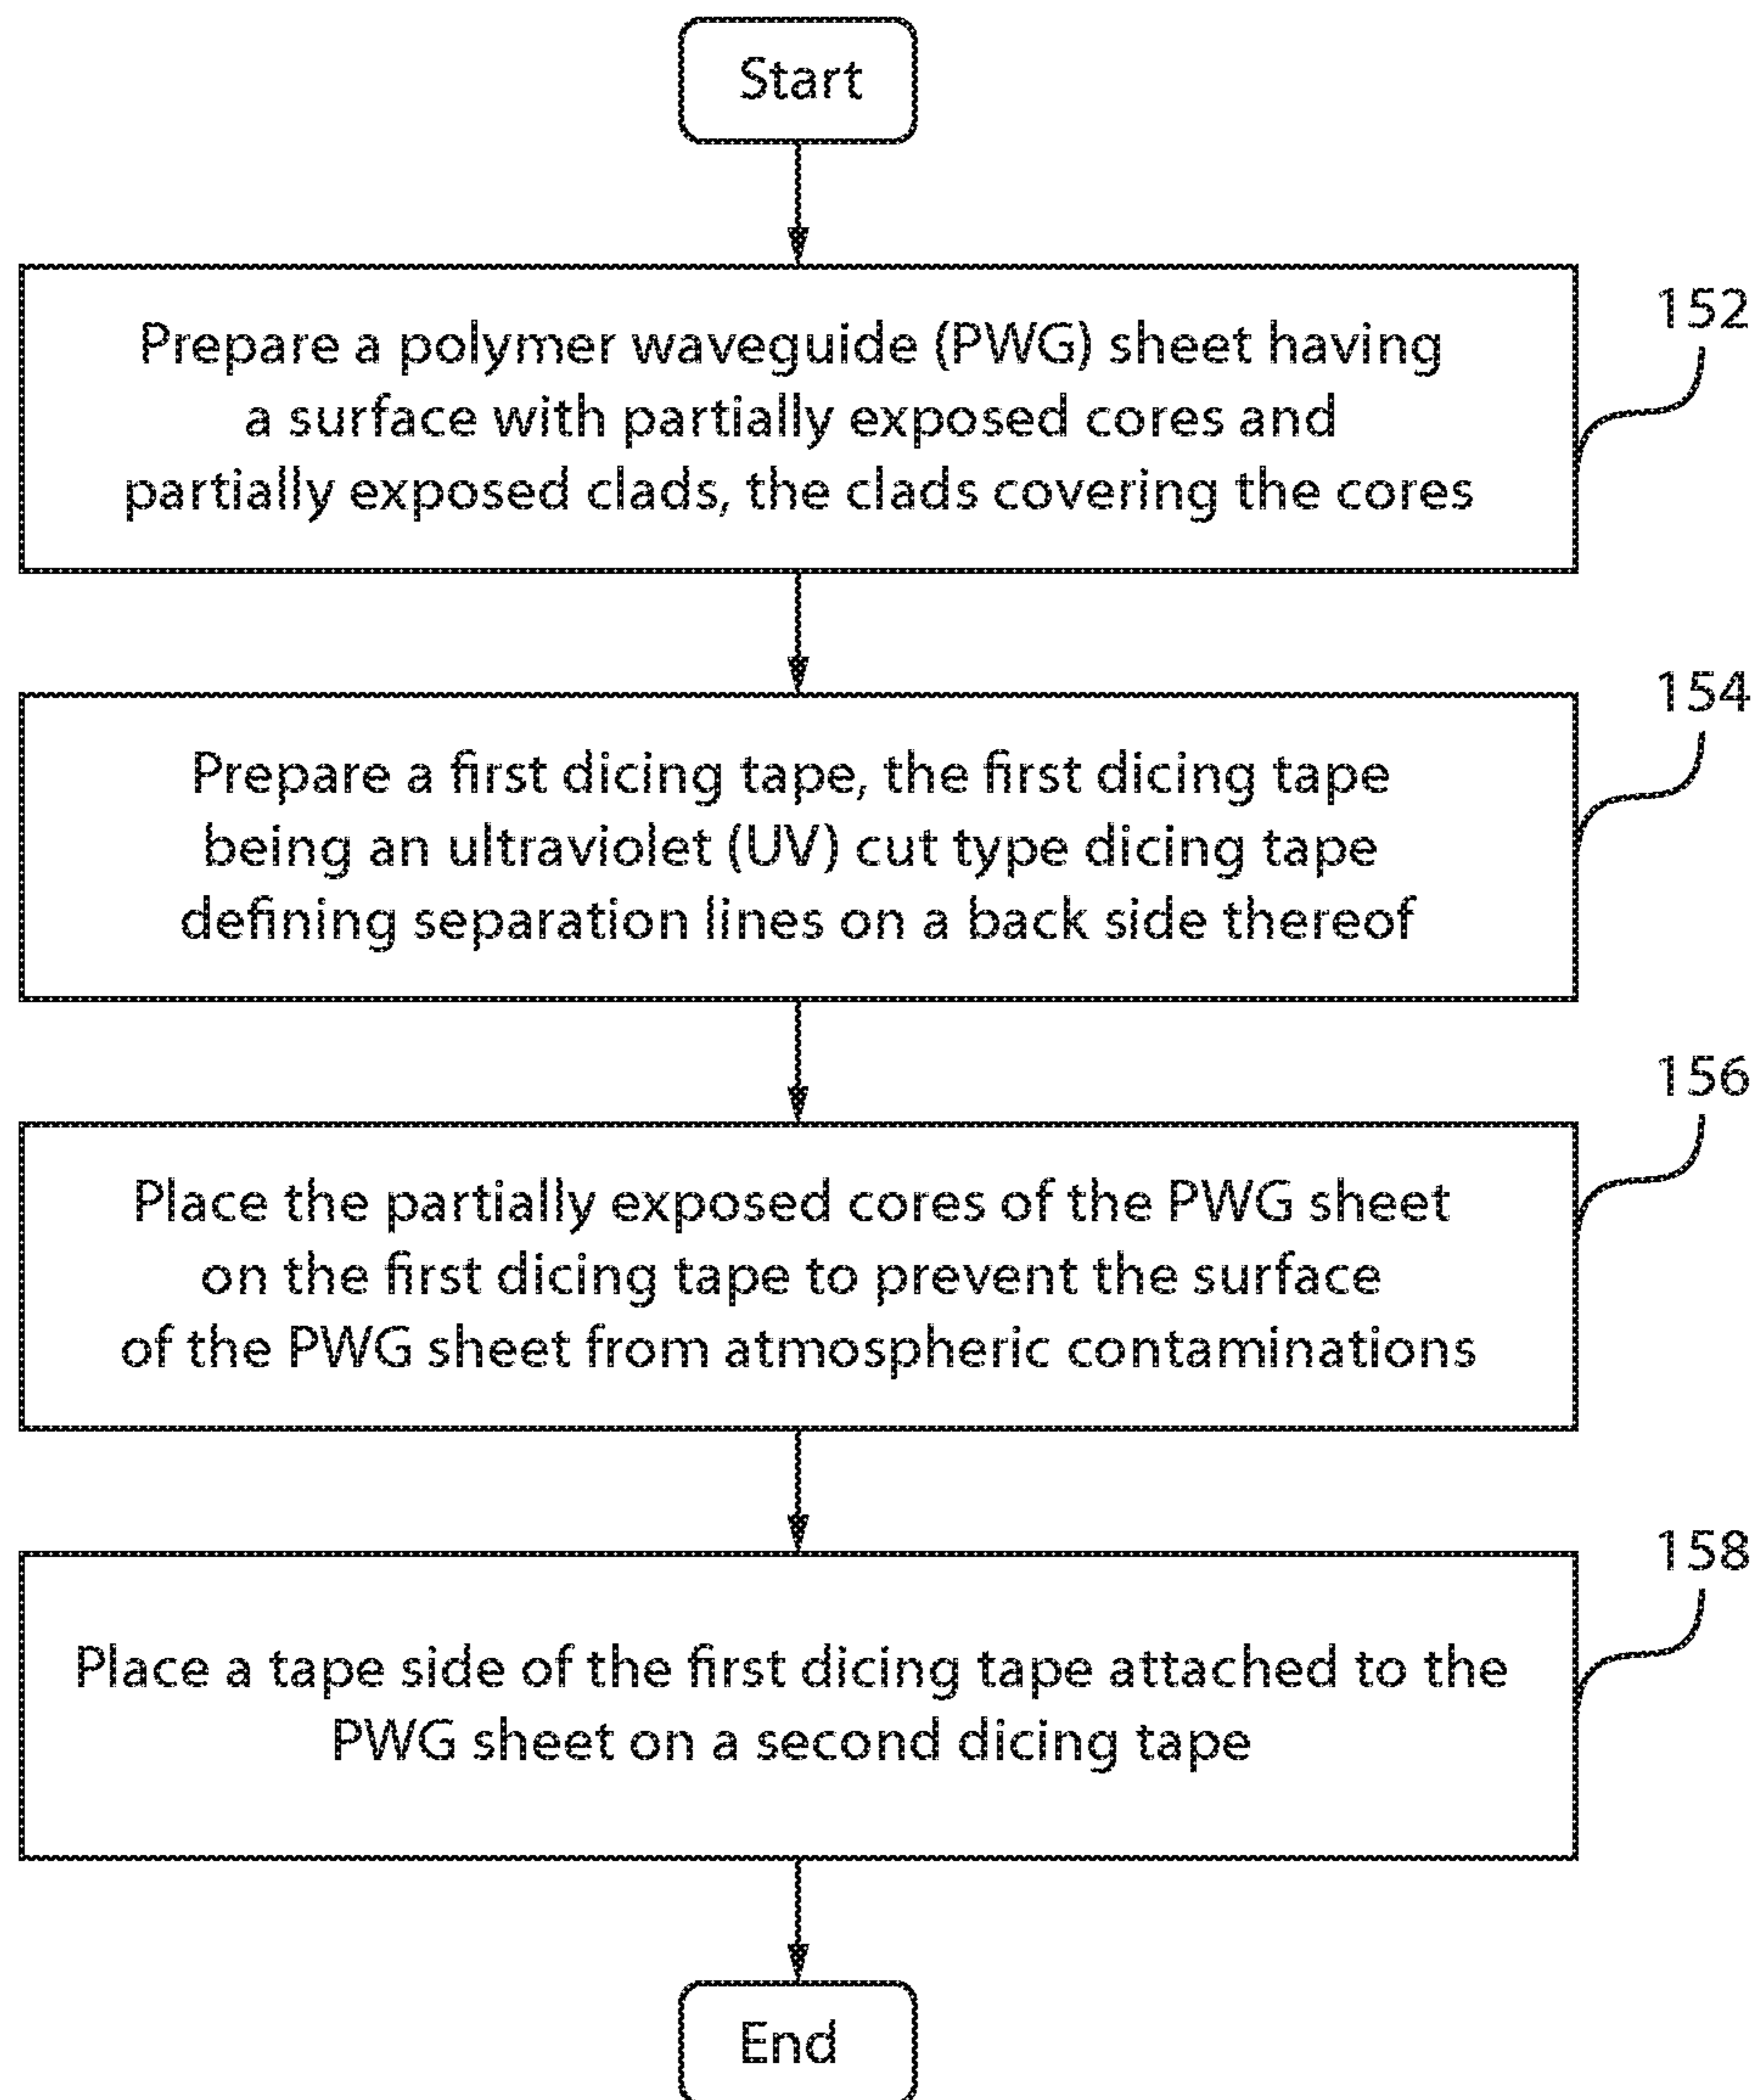 Start
152
Prepare a polymer waveguide (PWG) sheet having
a surface with partially exposed cores and
partially exposed clads, the clads covering the cores
154
Prepare a first dicing tape, the first dicing tape
being an ultraviolet (UV) cut type dicing tape
defining separation lines on a back side thereof
156
Place the partially exposed cores of the PWG sheet
on the first dicing tape to prevent the surface
of the PWG sheet from atmospheric contaminations
158
Place a tape side of the first dicing tape attached to the
PWG sheet on a second dicing tape
End